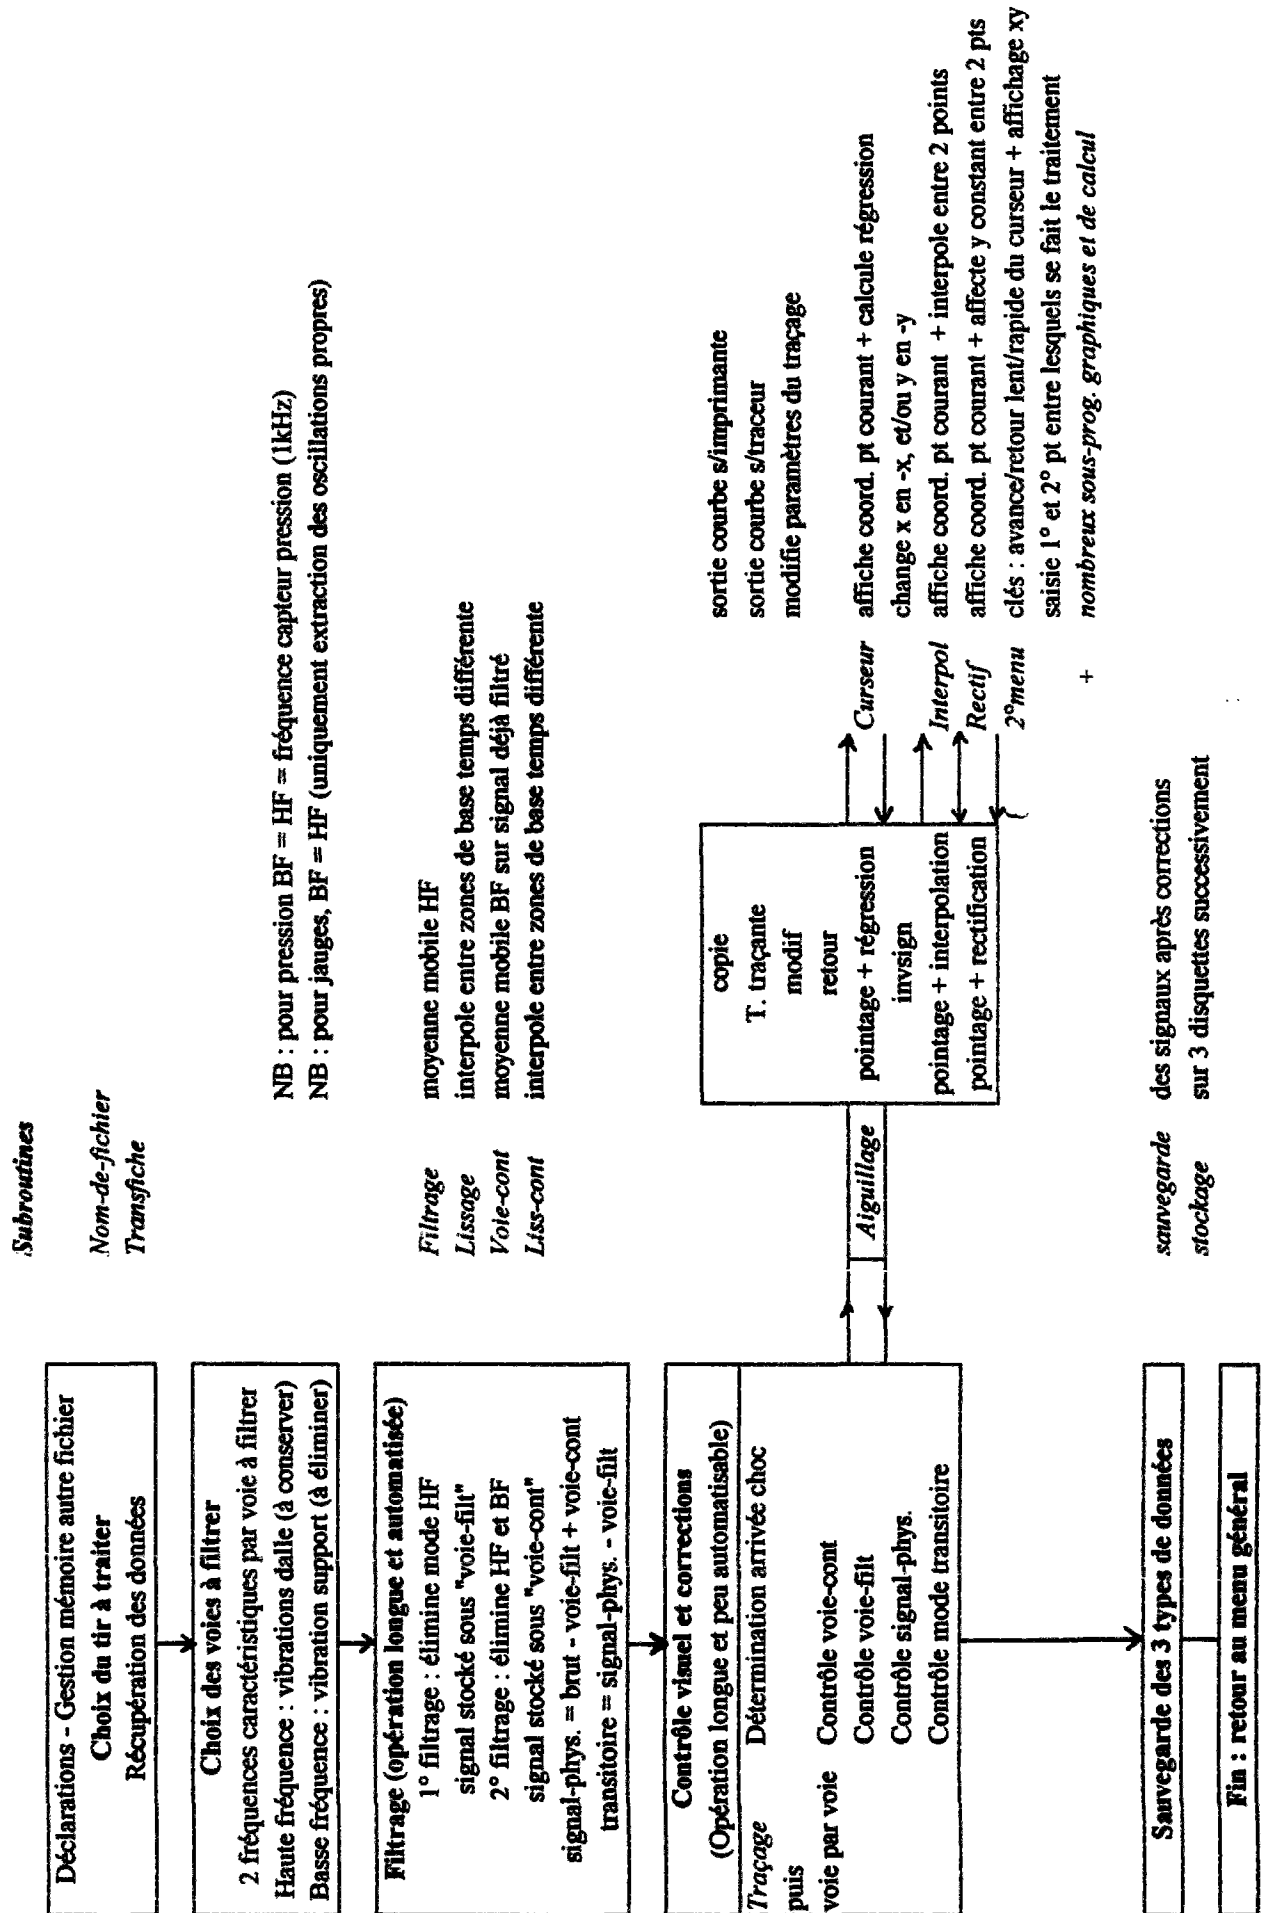 Subroutines
Déclarations - Gestion mémoire autre fichier
Nom-de-fichier
Choix du tir à traiter
Transfiche
Récupération des données
Choix des voies à filtrer
2 fréquences caractéristiques par voie à filtrer
Haute fréquence : vibrations dalle (à conserver)
Basse fréquence : vibration support (à éliminer)
NB : pour pression BF = HF = fréquence capteur pression (1kHz)
NB : pour jauges, BF = HF (uniquement extraction des oscillations propres)
Filtrage (opération longue et automatisée)
1° filtrage : élimine mode HF
signal stocké sous "voie-filt"
2° filtrage : élimine HF et BF
signal stocké sous "voie-cont"
signal-phys. = brut - voie-filt + voie-cont
transitoire = signal-phys. - voie-filt
Filtrage moyenne mobile HF
Lissage interpole entre zones de base temps différente
Voie-cont moyenne mobile BF sur signal déjà filtré
Liss-cont interpole entre zones de base temps différente
Contrôle visuel et corrections
(Opération longue et peu automatisable)
Traçage Détermination arrivée choc
puis
voie par voie Contrôle voie-cont
Contrôle voie-filt
Contrôle signal-phys.
Contrôle mode transitoire
Aiguillage
copie sortie courbe s/imprimante
T. traçante sortie courbe s/traceur
modif modifie paramètres du traçage
retour
pointage + régression Curseur affiche coord. pt courant + calcule régression
invsign change x en -x, et/ou y en -y
pointage + interpolation Interpol affiche coord. pt courant + interpole entre 2 points
pointage + rectification Rectif affiche coord. pt courant + affecte y constant entre 2 pts
{ 2°menu clés : avance/retour lent/rapide du curseur + affichage xy
saisie 1° et 2° pt entre lesquels se fait le traitement
+ nombreux sous-prog. graphiques et de calcul
Sauvegarde des 3 types de données
sauvegarde des signaux après corrections
stockage sur 3 disquettes successivement
Fin : retour au menu général